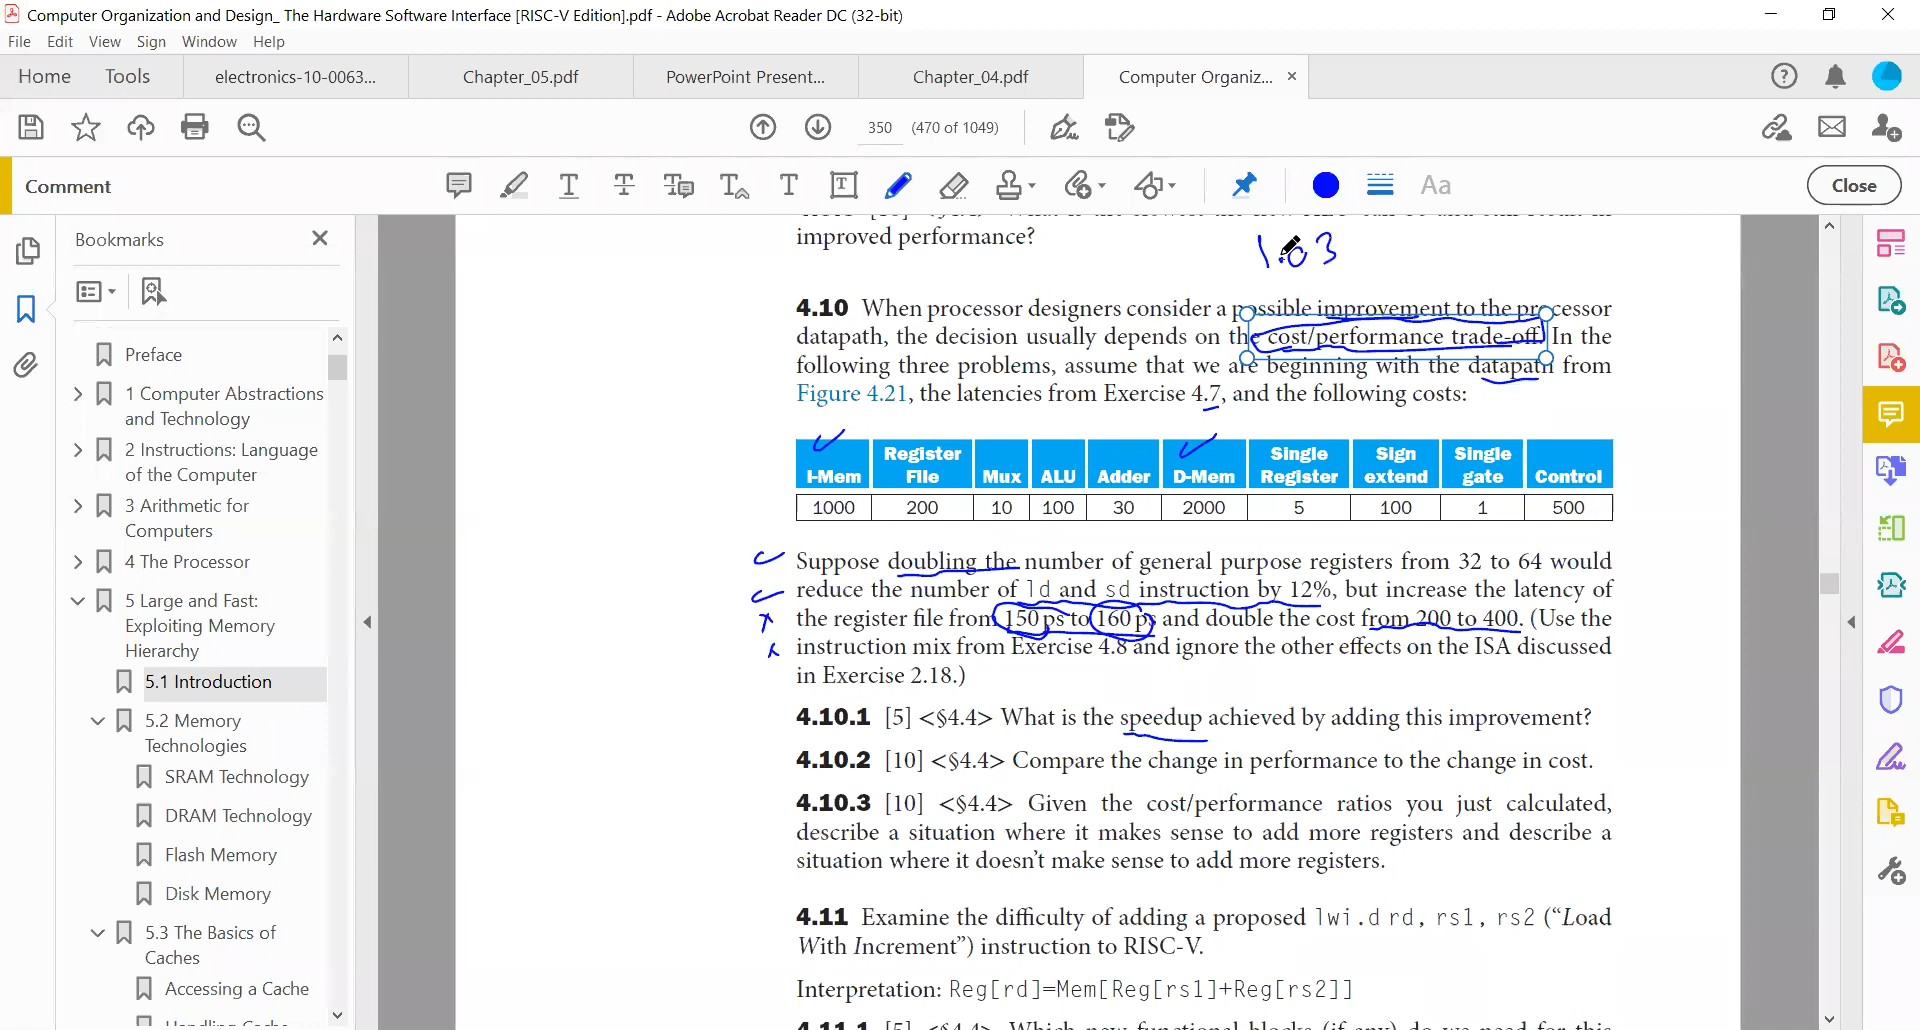 Computer Organization and Design_ The Hardware Software Interface [RISC-V Edition].pdf - Adobe Acrobat Reader DC (32-bit)
File Edit View Sign Window Help
Home Tools electronics-10-0063... Chapter_05.pdf PowerPoint Present... Chapter_04.pdf Computer Organiz... ×
350 (470 of 1049)
Comment
Aa
Close
Bookmarks
Preface
1 Computer Abstractions
and Technology
2 Instructions: Language
of the Computer
3 Arithmetic for
Computers
4 The Processor
5 Large and Fast:
Exploiting Memory
Hierarchy
5.1 Introduction
5.2 Memory
Technologies
SRAM Technology
DRAM Technology
Flash Memory
Disk Memory
5.3 The Basics of
Caches
Accessing a Cache
improved performance?
1.03
4.10 When processor designers consider a possible improvement to the processor
datapath, the decision usually depends on the cost/performance trade-off. In the
following three problems, assume that we are beginning with the datapath from
Figure 4.21, the latencies from Exercise 4.7, and the following costs:
I-Mem Register File Mux ALU Adder D-Mem Single Register Sign extend Single gate Control
1000 200 10 100 30 2000 5 100 1 500
Suppose doubling the number of general purpose registers from 32 to 64 would
reduce the number of ld and sd instruction by 12%, but increase the latency of
the register file from 150 ps to 160 ps and double the cost from 200 to 400. (Use the
instruction mix from Exercise 4.8 and ignore the other effects on the ISA discussed
in Exercise 2.18.)
4.10.1 [5] <§4.4> What is the speedup achieved by adding this improvement?
4.10.2 [10] <§4.4> Compare the change in performance to the change in cost.
4.10.3 [10] <§4.4> Given the cost/performance ratios you just calculated,
describe a situation where it makes sense to add more registers and describe a
situation where it doesn't make sense to add more registers.
4.11 Examine the difficulty of adding a proposed lwi.d rd, rs1, rs2 (“Load
With Increment”) instruction to RISC-V.
Interpretation: Reg[rd]=Mem[Reg[rs1]+Reg[rs2]]